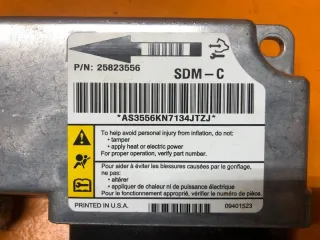 P/N: 25823556
SDM-C
*AS3556KN7134JTZJ*
To help avoid personal injury from inflation, do not:
• tamper
• apply heat or electric power
For proper operation, verify part number.
Pour aider à éviter les blessures causées par le gonflage,
ne pas:
• altérer
• appliquer de chaleur ni de puissance électrique
Pour le fonctionnement approprié, vérifier le numéro de pièce.
PRINTED IN U.S.A.
09401523